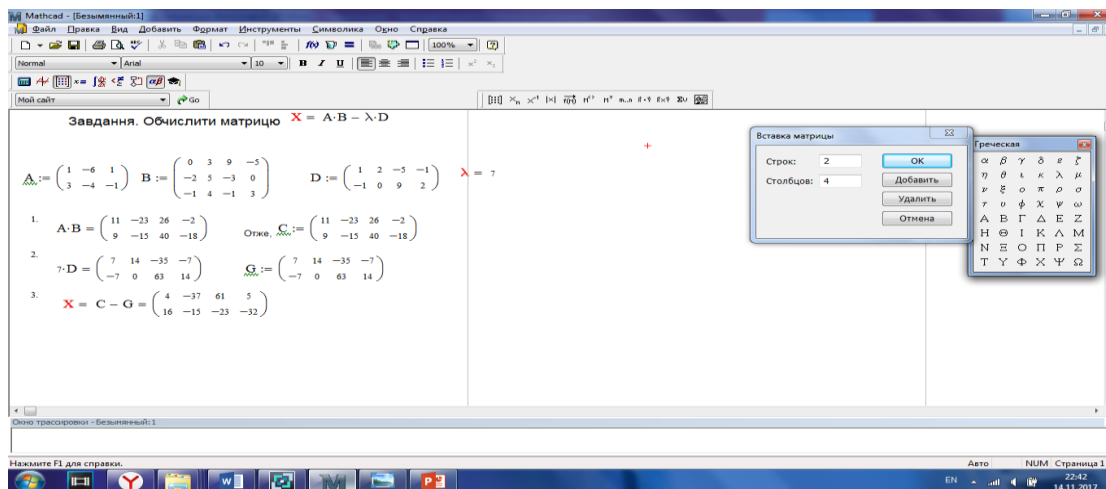 Mathcad - [Безымянный:1]
Файл Правка Вид Добавить Формат Инструменты Символика Окно Справка
100%
Normal Arial 10 B I U
Мой сайт Go
Завдання. Обчислити матрицю X = A·B − λ·D
A := ( 1 −6 1 ; 3 −4 −1 ) B := ( 0 3 9 −5 ; −2 5 −3 0 ; −1 4 −1 3 ) D := ( 1 2 −5 −1 ; −1 0 9 2 ) λ = 7
1. A·B = ( 11 −23 26 −2 ; 9 −15 40 −18 ) Отже, C := ( 11 −23 26 −2 ; 9 −15 40 −18 )
2. 7·D = ( 7 14 −35 −7 ; −7 0 63 14 ) G := ( 7 14 −35 −7 ; −7 0 63 14 )
3. X = C − G = ( 4 −37 61 5 ; 16 −15 −23 −32 )
Вставка матрицы
Строк: 2 OK
Столбцов: 4 Добавить
Удалить
Отмена
Греческая
α β γ δ ε ζ
η θ ι κ λ μ
ν ξ ο π ρ σ
τ υ φ χ ψ ω
Α Β Γ Δ Ε Ζ
Η Θ Ι Κ Λ Μ
Ν Ξ Ο Π Ρ Σ
Τ Υ Φ Χ Ψ Ω
Окно трассировки - Безымянный:1
Нажмите F1 для справки. Авто NUM Страница 1
EN 22:42
14.11.2017